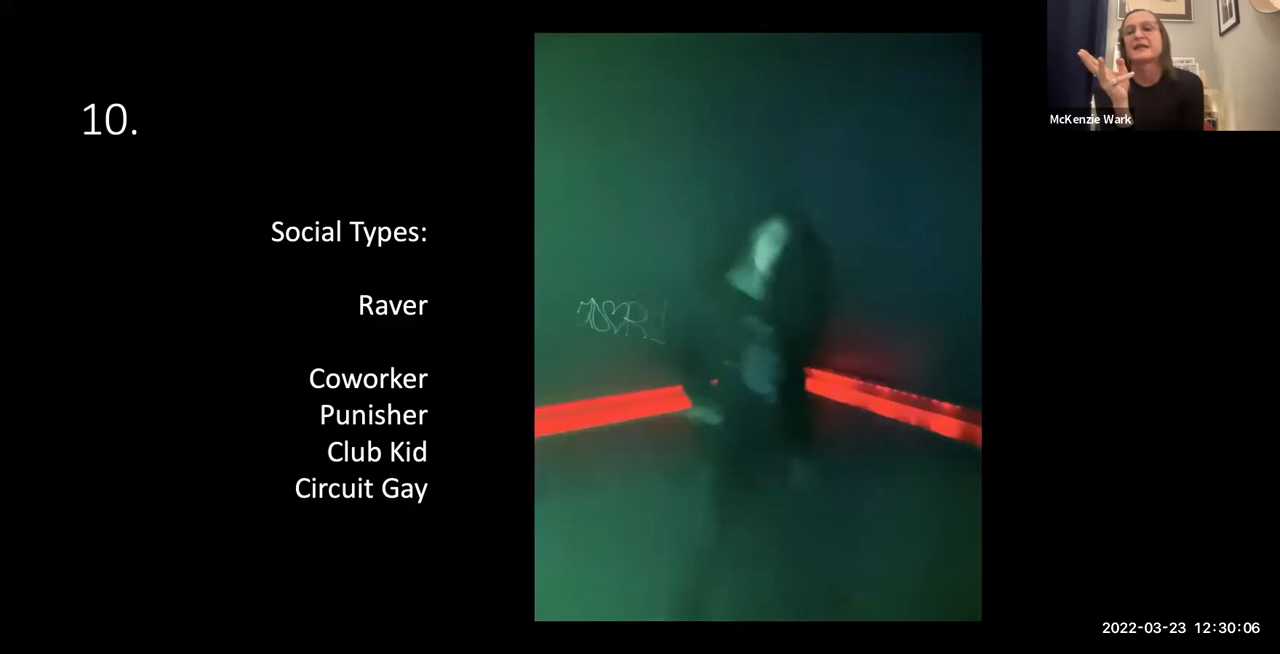 10.
Social Types:
Raver
Coworker
Punisher
Club Kid
Circuit Gay
McKenzie Wark
2022-03-23 12:30:06